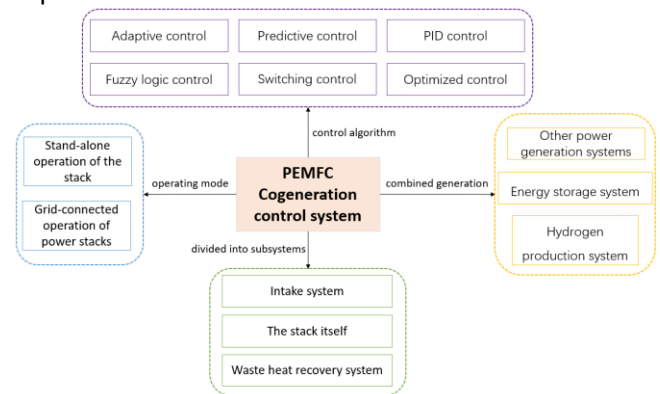 Adaptive control
Predictive control
PID control
Fuzzy logic control
Switching control
Optimized control
control algorithm
Stand-alone
operation of the
stack
Grid-connected
operation of
power stacks
operating mode
PEMFC
Cogeneration
control system
combined generation
Other power
generation systems
Energy storage system
Hydrogen
production system
divided into subsystems
Intake system
The stack itself
Waste heat recovery system